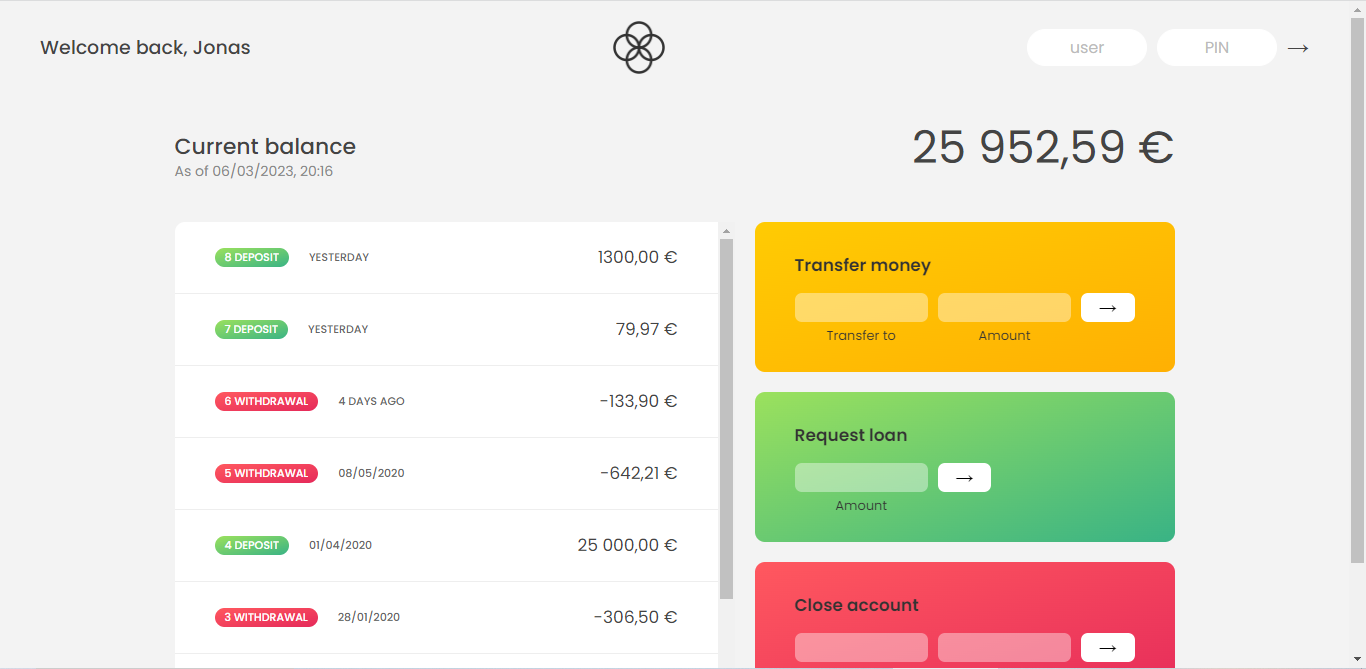 Welcome back, Jonas
user PIN →
Current balance
As of 06/03/2023, 20:16
25 952,59 €
8 DEPOSIT YESTERDAY 1300,00 €
7 DEPOSIT YESTERDAY 79,97 €
6 WITHDRAWAL 4 DAYS AGO -133,90 €
5 WITHDRAWAL 08/05/2020 -642,21 €
4 DEPOSIT 01/04/2020 25 000,00 €
3 WITHDRAWAL 28/01/2020 -306,50 €
Transfer money
→
Transfer to Amount
Request loan
→
Amount
Close account
→